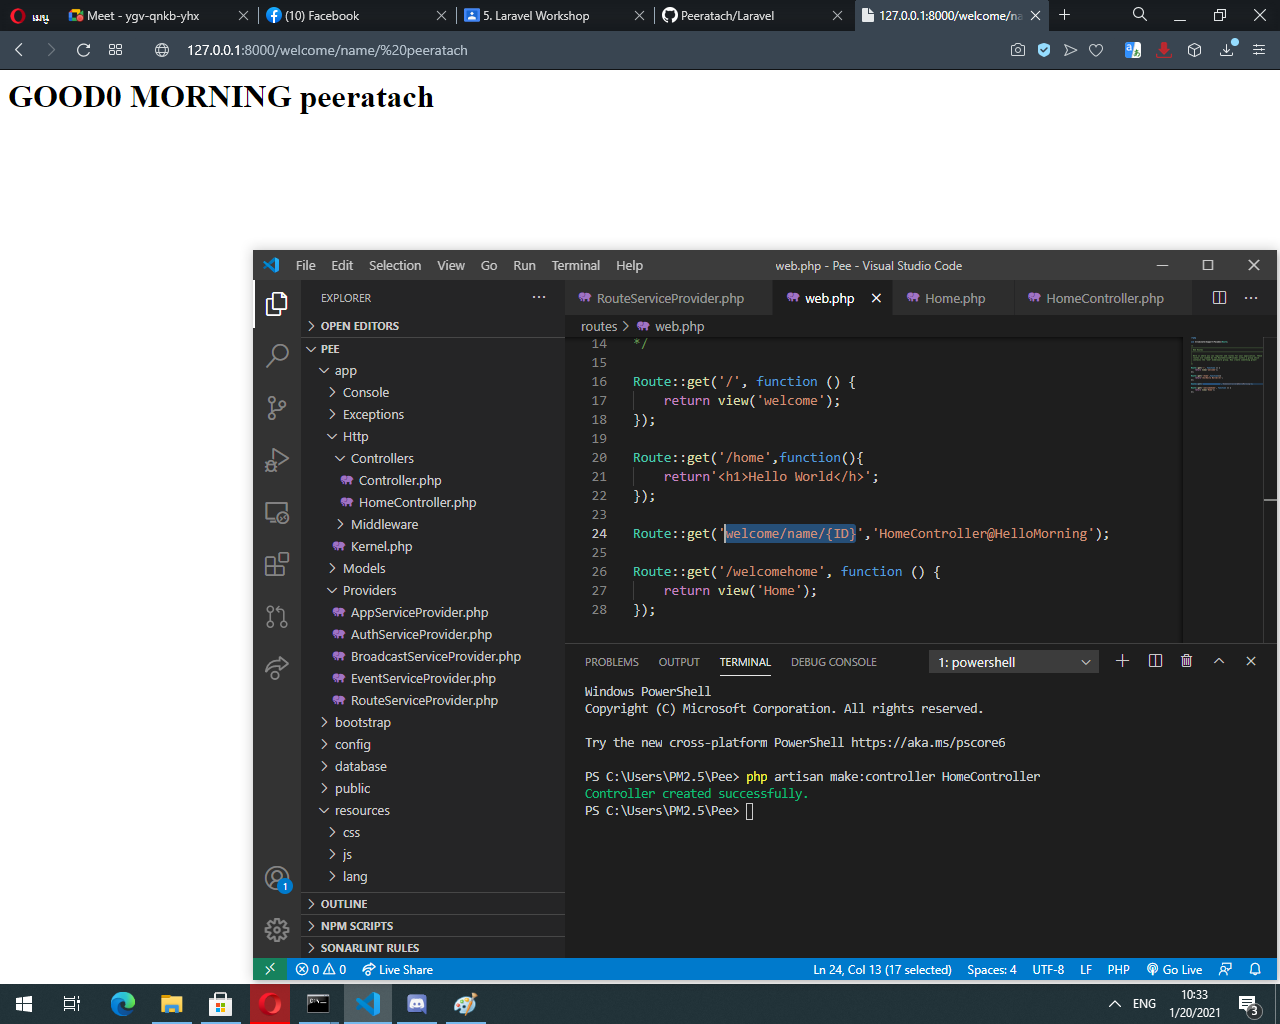 เมนู
Meet - ygv-qnkb-yhx
(10) Facebook
5. Laravel Workshop
Peeratach/Laravel
127.0.0.1:8000/welcome/na
127.0.0.1:8000/welcome/name/%20peeratach
GOOD0 MORNING peeratach
File Edit Selection View Go Run Terminal Help
web.php - Pee - Visual Studio Code
EXPLORER
OPEN EDITORS
PEE
app
Console
Exceptions
Http
Controllers
Controller.php
HomeController.php
Middleware
Kernel.php
Models
Providers
AppServiceProvider.php
AuthServiceProvider.php
BroadcastServiceProvider.php
EventServiceProvider.php
RouteServiceProvider.php
bootstrap
config
database
public
resources
css
js
lang
OUTLINE
NPM SCRIPTS
SONARLINT RULES
RouteServiceProvider.php
web.php
Home.php
HomeController.php
routes > web.php
14 */
15
16 Route::get('/', function () {
17 return view('welcome');
18 });
19
20 Route::get('/home',function(){
21 return'<h1>Hello World</h>';
22 });
23
24 Route::get('welcome/name/{ID}','HomeController@HelloMorning');
25
26 Route::get('/welcomehome', function () {
27 return view('Home');
28 });
PROBLEMS OUTPUT TERMINAL DEBUG CONSOLE
1: powershell
Windows PowerShell
Copyright (C) Microsoft Corporation. All rights reserved.
Try the new cross-platform PowerShell https://aka.ms/pscore6
PS C:\Users\PM2.5\Pee> php artisan make:controller HomeController
Controller created successfully.
PS C:\Users\PM2.5\Pee>
1
0 0 Live Share
Ln 24, Col 13 (17 selected) Spaces: 4 UTF-8 LF PHP Go Live
ENG
10:33
1/20/2021
3